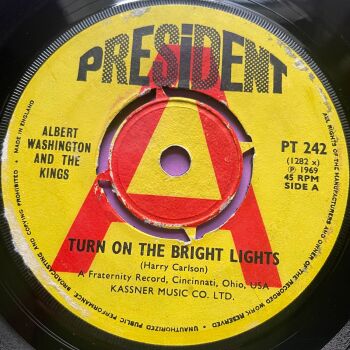 PRESiDENT
A
ALBERT
WASHINGTON
AND THE
KINGS
PT 242
(1282 x)
℗ 1969
45 RPM
SIDE A
TURN ON THE BRIGHT LIGHTS
(Harry Carlson)
A Fraternity Record, Cincinnati, Ohio, USA
KASSNER MUSIC CO. LTD.
MADE IN ENGLAND
ALL RIGHTS OF THE MANUFACTURERS AND OWNER OF THE RECORDED WORK RESERVED • UNAUTHORISED PUBLIC PERFORMANCE BROADCASTING AND COPYING PROHIBITED